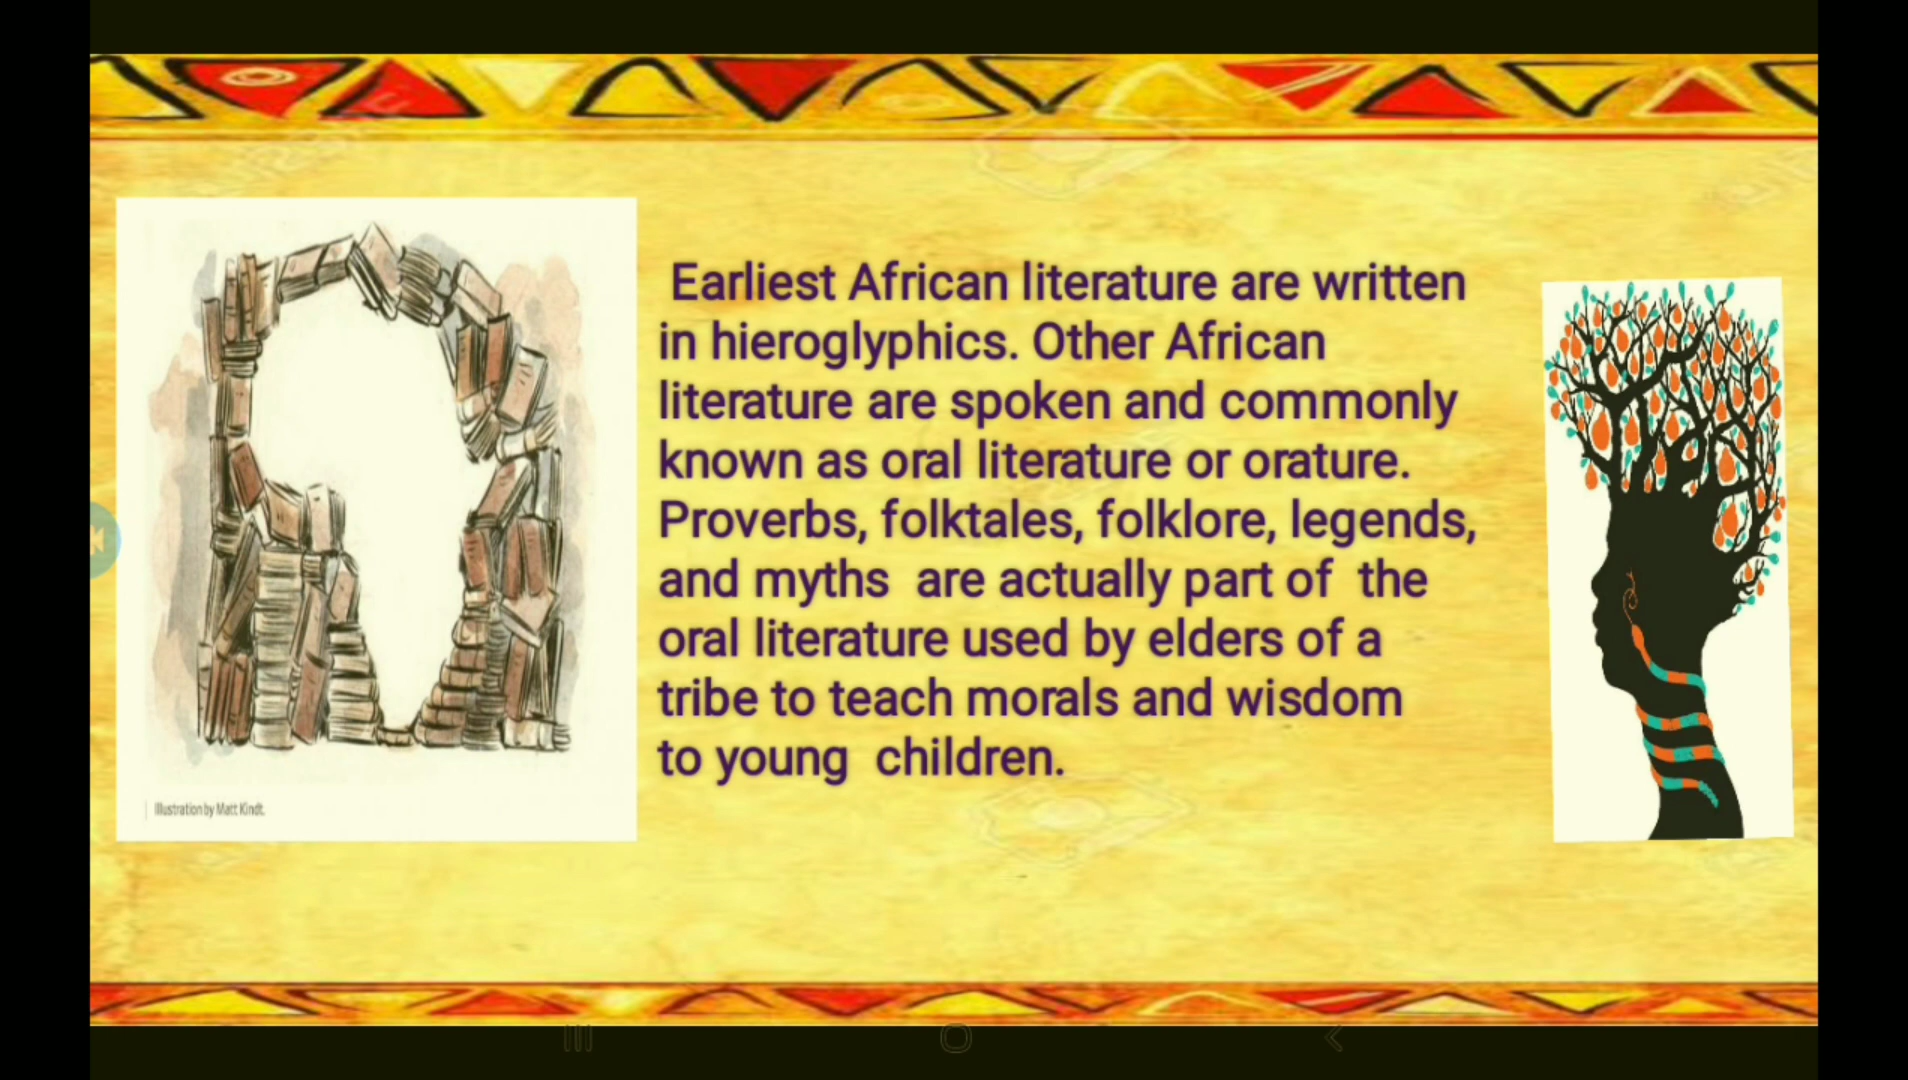 Earliest African literature are written
in hieroglyphics. Other African
literature are spoken and commonly
known as oral literature or orature.
Proverbs, folktales, folklore, legends,
and myths are actually part of the
oral literature used by elders of a
tribe to teach morals and wisdom
to young children.
Illustration by Matt Kindt.